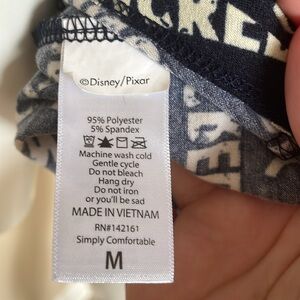 CREE
©Disney/Pixar
95% Polyester
5% Spandex
Machine wash cold
Gentle cycle
Do not bleach
Hang dry
Do not iron
or you'll be sad
MADE IN VIETNAM
RN#142161
Simply Comfortable
M